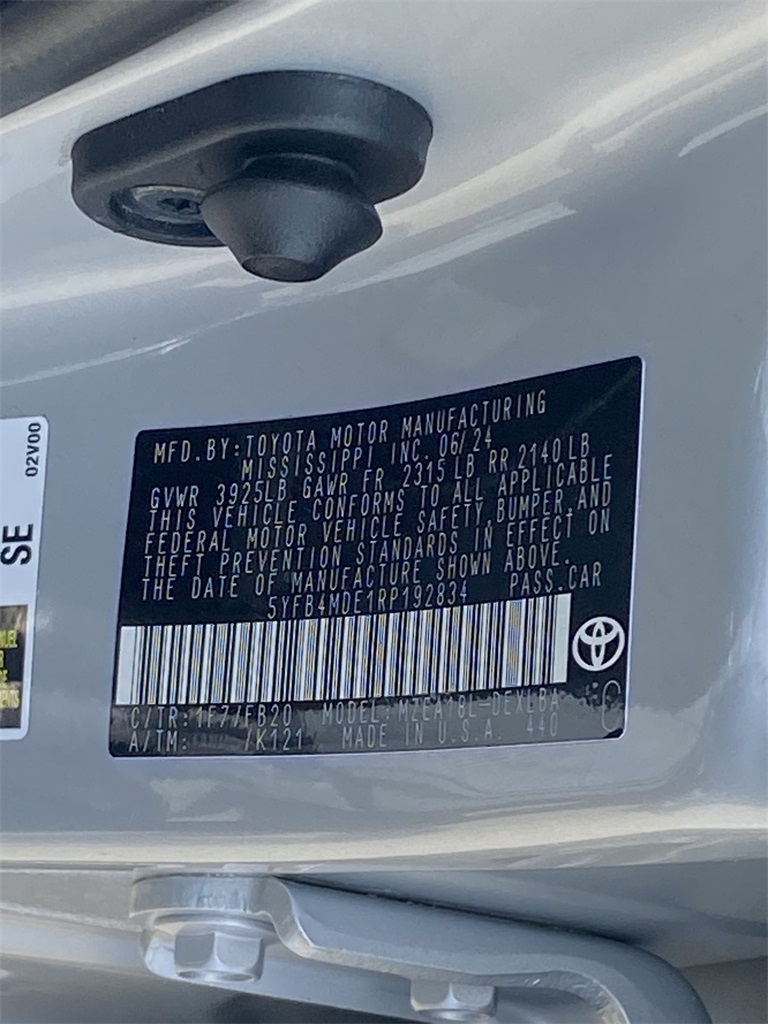 MFD. BY: TOYOTA MOTOR MANUFACTURING
MISSISSIPPI INC. 06/24
GVWR 3925LB GAWR FR 2315LB RR 2140LB
THIS VEHICLE CONFORMS TO ALL APPLICABLE
FEDERAL MOTOR VEHICLE SAFETY, BUMPER, AND
THEFT PREVENTION STANDARDS IN EFFECT ON
THE DATE OF MANUFACTURE SHOWN ABOVE.
5YFB4MDE1RP192834 PASS.CAR
C/TR: 1F7/FB20 MODEL: MZEA18L-DEXLBA
A/TM: /K121 MADE IN U.S.A. 440 C
02V00
SE